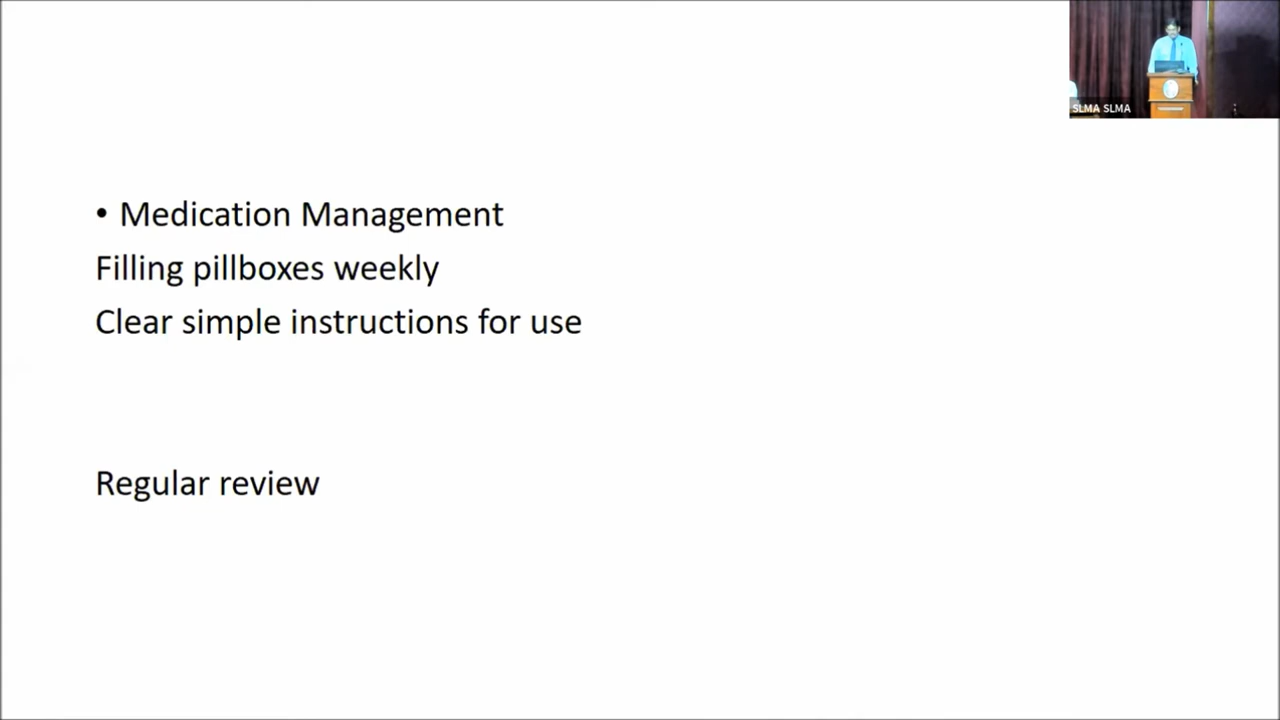 SLMA SLMA
• Medication Management
Filling pillboxes weekly
Clear simple instructions for use
Regular review